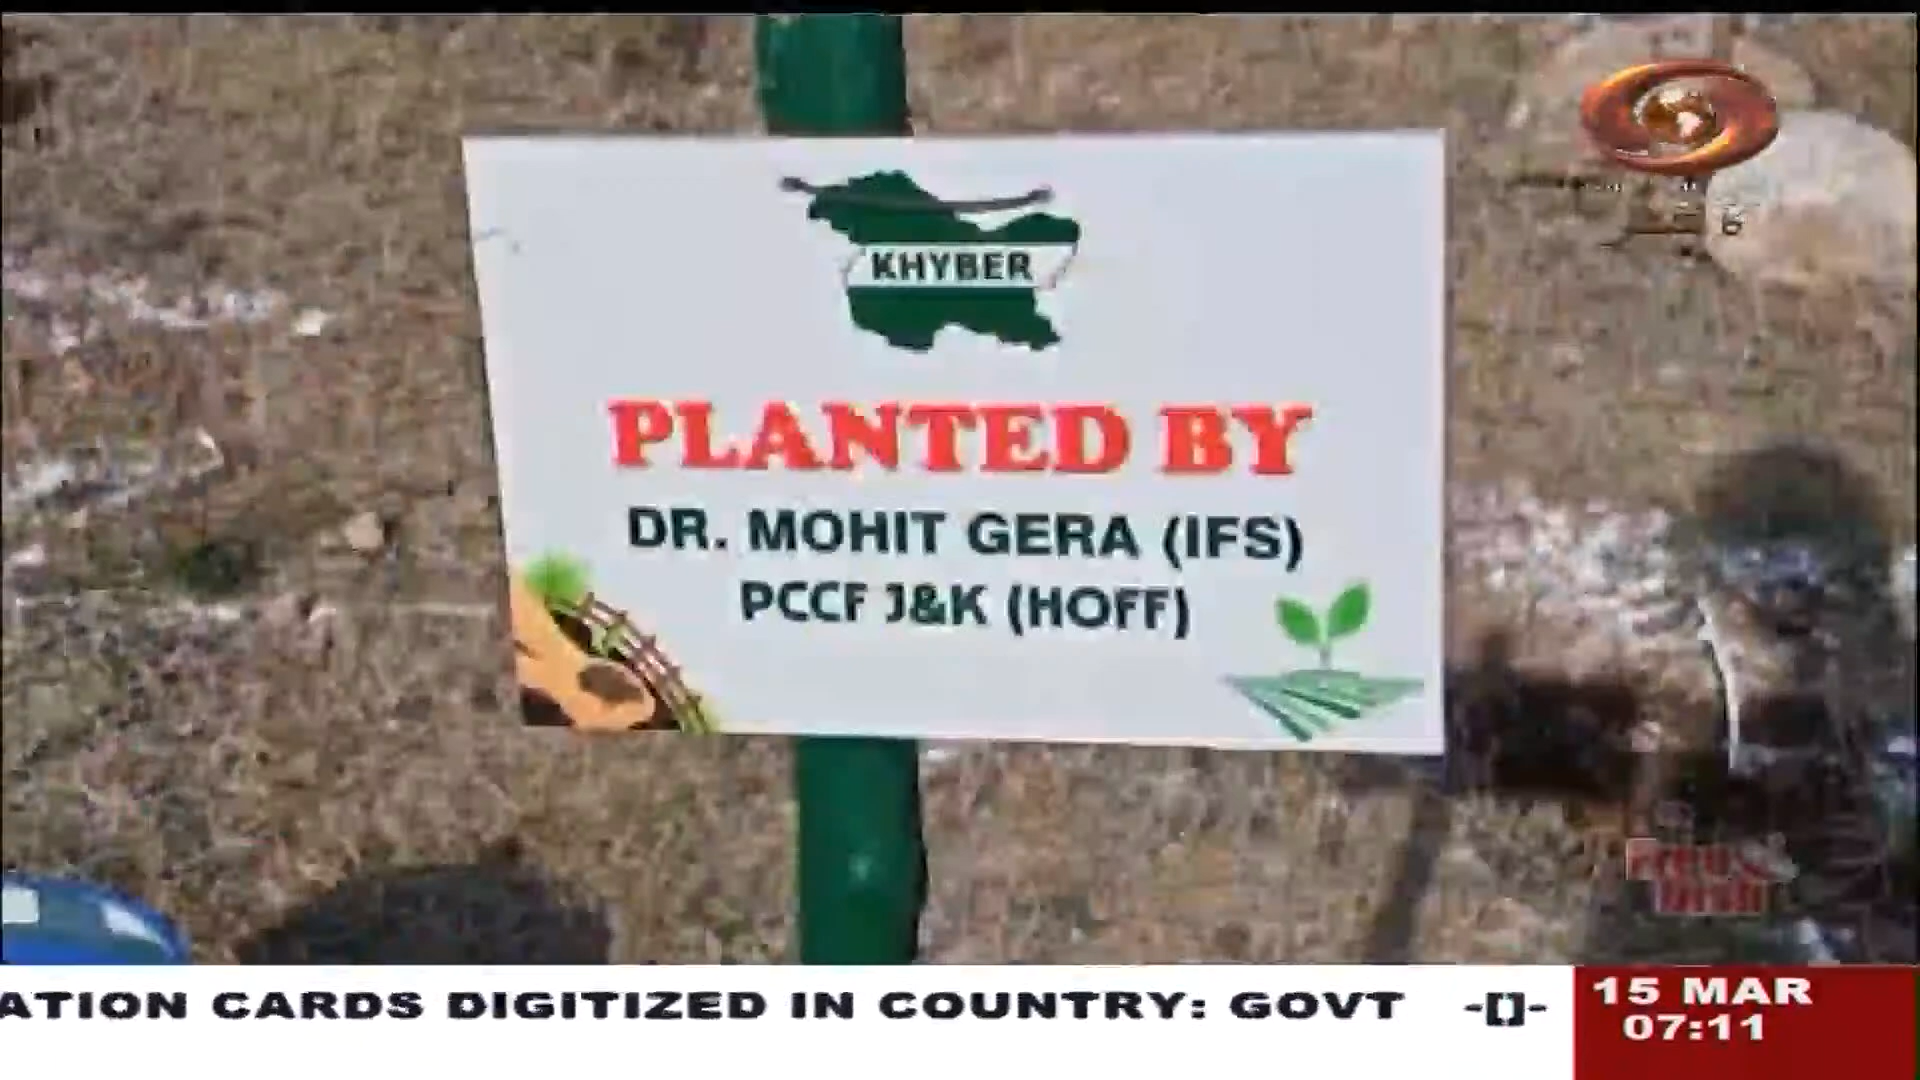 KHYBER
PLANTED BY
DR. MOHIT GERA (IFS)
PCCF J&K (HOFF)
ATION CARDS DIGITIZED IN COUNTRY: GOVT
15 MAR
07:11